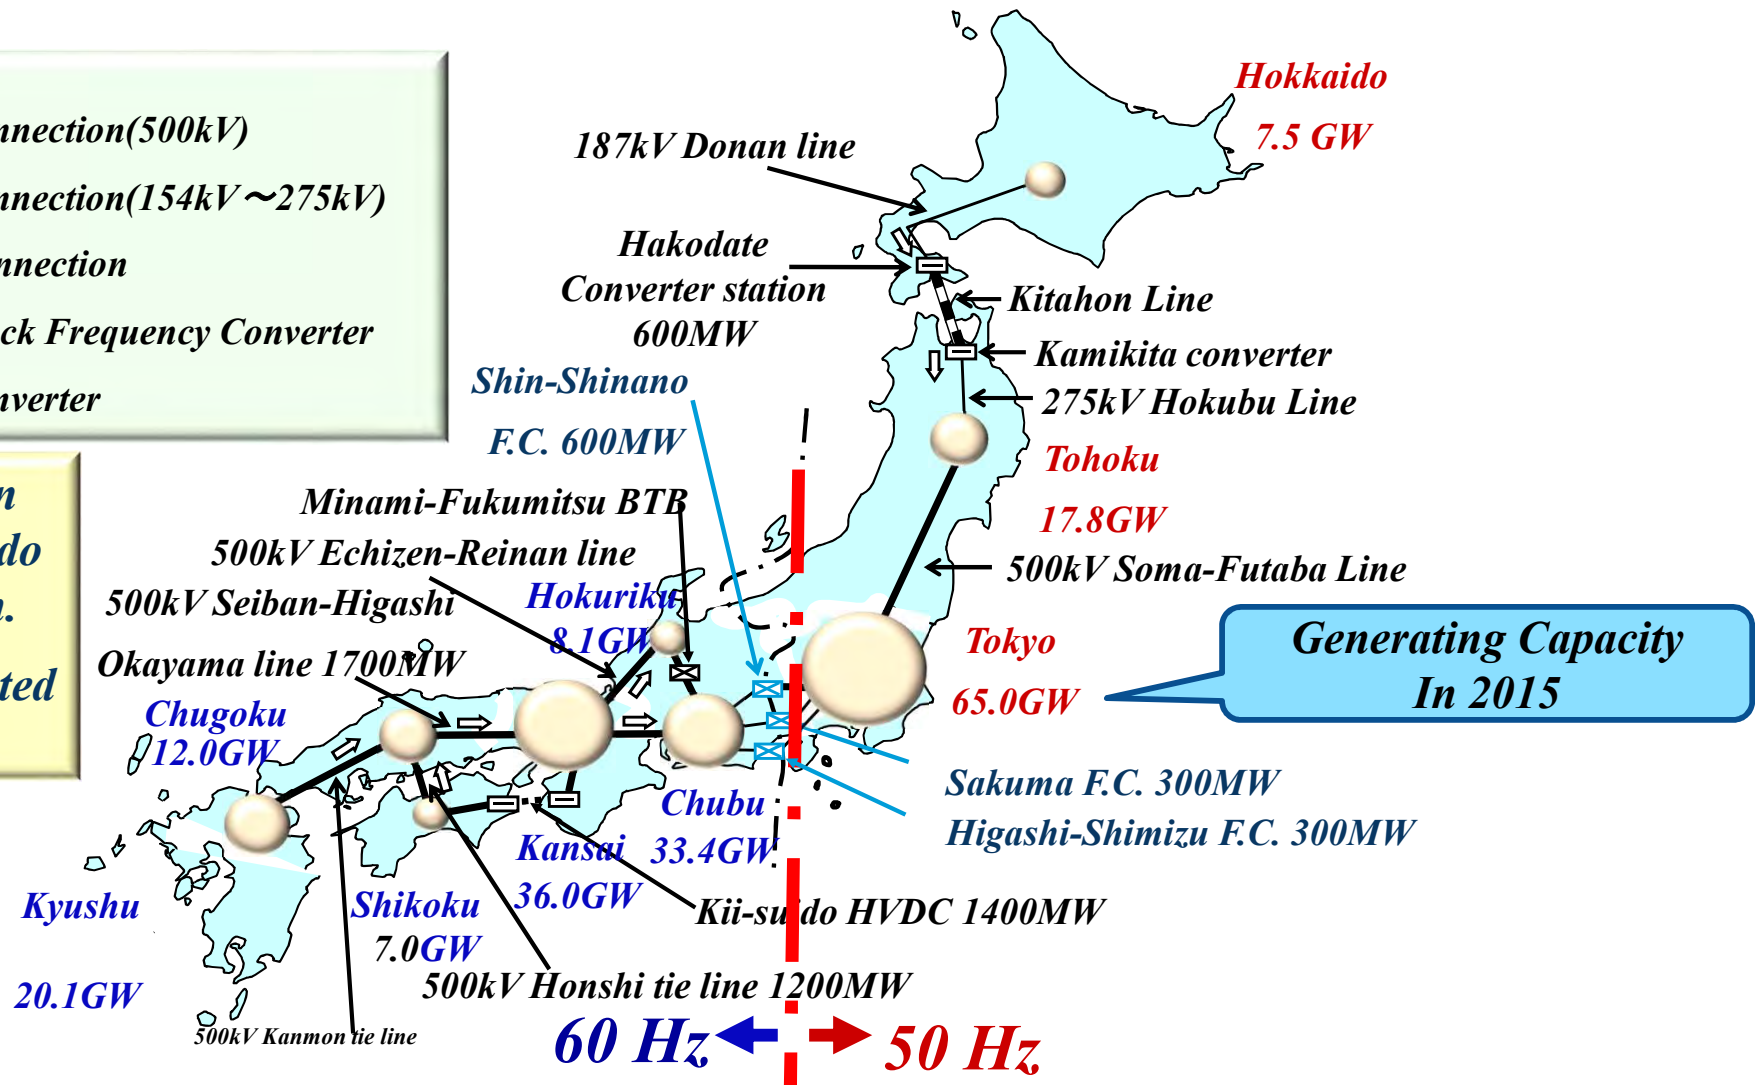 nnection(500kV)
nnection(154kV～275kV)
nnection
ck Frequency Converter
nverter
n
do
n.
ted
Hokkaido
7.5 GW
187kV Donan line
Hakodate
Converter station
600MW
Kitahon Line
Kamikita converter
275kV Hokubu Line
Shin-Shinano
F.C. 600MW
Tohoku
17.8GW
Minami-Fukumitsu BTB
500kV Echizen-Reinan line
500kV Soma-Futaba Line
500kV Seiban-Higashi
Okayama line 1700MW
Hokuriku
8.1GW
Tokyo
65.0GW
Generating Capacity
In 2015
Chugoku
12.0GW
Sakuma F.C. 300MW
Higashi-Shimizu F.C. 300MW
Chubu
33.4GW
Kansai
36.0GW
Kyushu
20.1GW
Shikoku
7.0GW
Kii-suido HVDC 1400MW
500kV Honshi tie line 1200MW
500kV Kanmon tie line
60 Hz
50 Hz